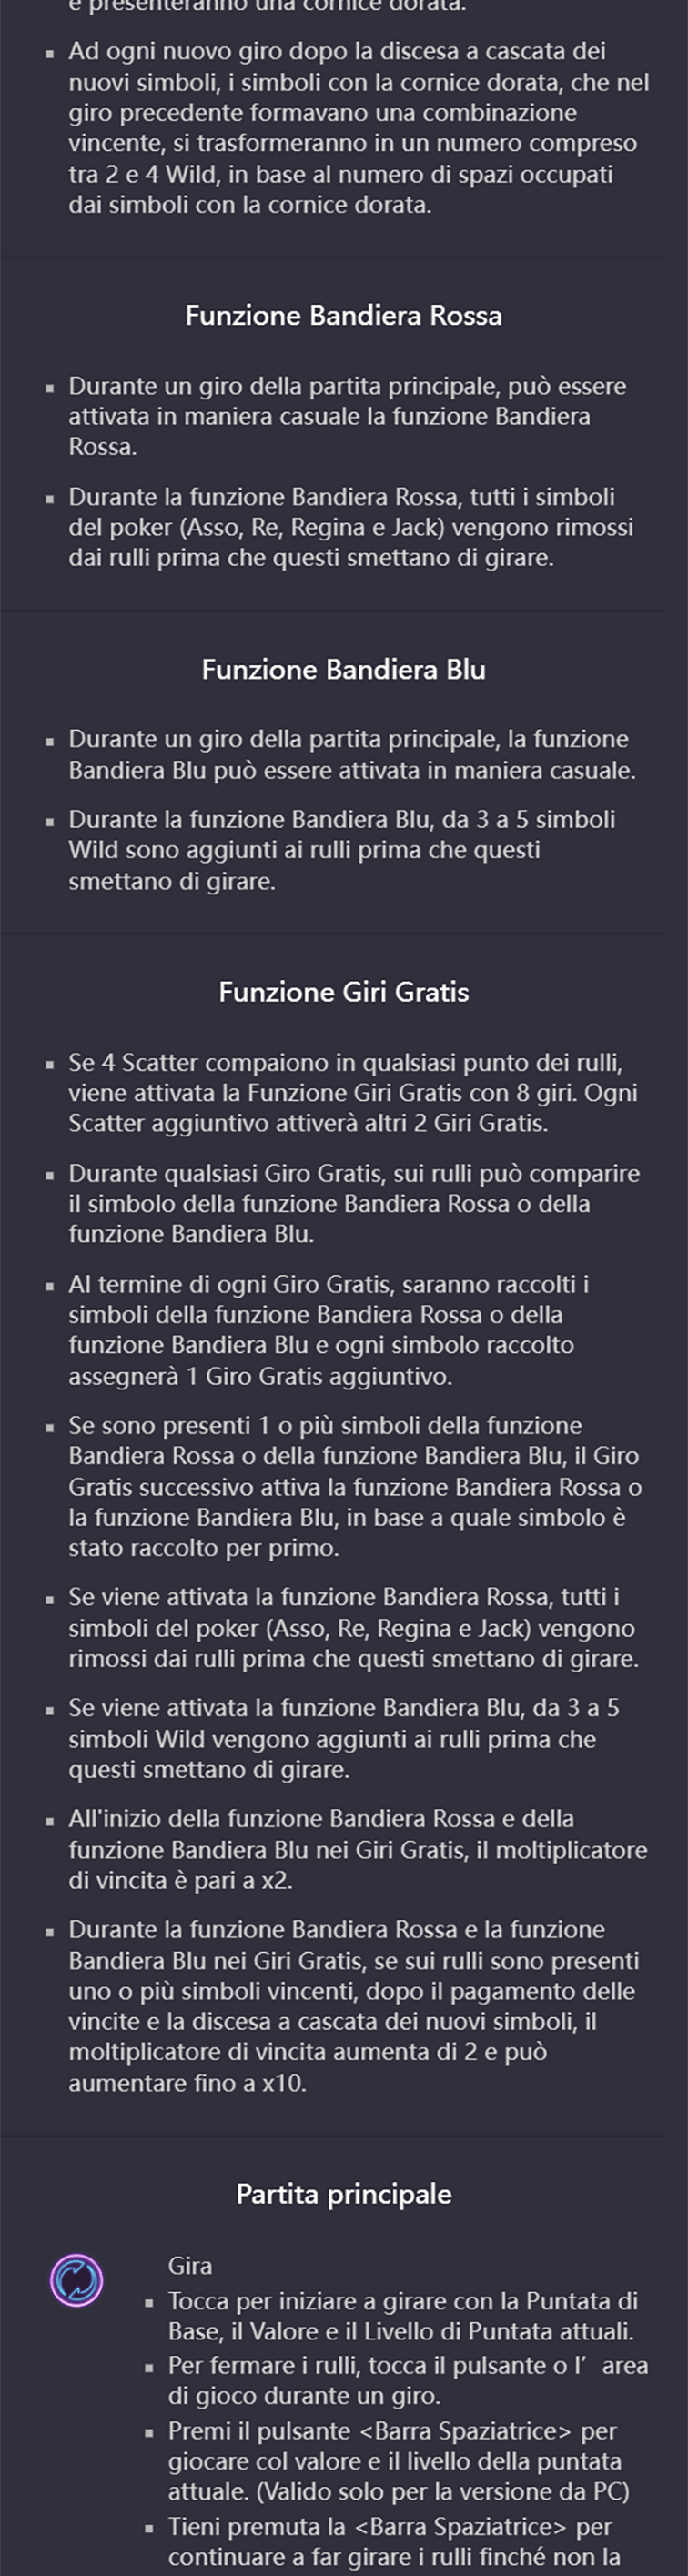 e presenteranno una cornice dorata.
Ad ogni nuovo giro dopo la discesa a cascata dei
nuovi simboli, i simboli con la cornice dorata, che nel
giro precedente formavano una combinazione
vincente, si trasformeranno in un numero compreso
tra 2 e 4 Wild, in base al numero di spazi occupati
dai simboli con la cornice dorata.
Funzione Bandiera Rossa
Durante un giro della partita principale, può essere
attivata in maniera casuale la funzione Bandiera
Rossa.
Durante la funzione Bandiera Rossa, tutti i simboli
del poker (Asso, Re, Regina e Jack) vengono rimossi
dai rulli prima che questi smettano di girare.
Funzione Bandiera Blu
Durante un giro della partita principale, la funzione
Bandiera Blu può essere attivata in maniera casuale.
Durante la funzione Bandiera Blu, da 3 a 5 simboli
Wild sono aggiunti ai rulli prima che questi
smettano di girare.
Funzione Giri Gratis
Se 4 Scatter compaiono in qualsiasi punto dei rulli,
viene attivata la Funzione Giri Gratis con 8 giri. Ogni
Scatter aggiuntivo attiverà altri 2 Giri Gratis.
Durante qualsiasi Giro Gratis, sui rulli può comparire
il simbolo della funzione Bandiera Rossa o della
funzione Bandiera Blu.
Al termine di ogni Giro Gratis, saranno raccolti i
simboli della funzione Bandiera Rossa o della
funzione Bandiera Blu e ogni simbolo raccolto
assegnerà 1 Giro Gratis aggiuntivo.
Se sono presenti 1 o più simboli della funzione
Bandiera Rossa o della funzione Bandiera Blu, il Giro
Gratis successivo attiva la funzione Bandiera Rossa o
la funzione Bandiera Blu, in base a quale simbolo è
stato raccolto per primo.
Se viene attivata la funzione Bandiera Rossa, tutti i
simboli del poker (Asso, Re, Regina e Jack) vengono
rimossi dai rulli prima che questi smettano di girare.
Se viene attivata la funzione Bandiera Blu, da 3 a 5
simboli Wild vengono aggiunti ai rulli prima che
questi smettano di girare.
All'inizio della funzione Bandiera Rossa e della
funzione Bandiera Blu nei Giri Gratis, il moltiplicatore
di vincita è pari a x2.
Durante la funzione Bandiera Rossa e la funzione
Bandiera Blu nei Giri Gratis, se sui rulli sono presenti
uno o più simboli vincenti, dopo il pagamento delle
vincite e la discesa a cascata dei nuovi simboli, il
moltiplicatore di vincita aumenta di 2 e può
aumentare fino a x10.
Partita principale
Gira
Tocca per iniziare a girare con la Puntata di
Base, il Valore e il Livello di Puntata attuali.
Per fermare i rulli, tocca il pulsante o l’ area
di gioco durante un giro.
Premi il pulsante <Barra Spaziatrice> per
giocare col valore e il livello della puntata
attuale. (Valido solo per la versione da PC)
Tieni premuta la <Barra Spaziatrice> per
continuare a far girare i rulli finché non la